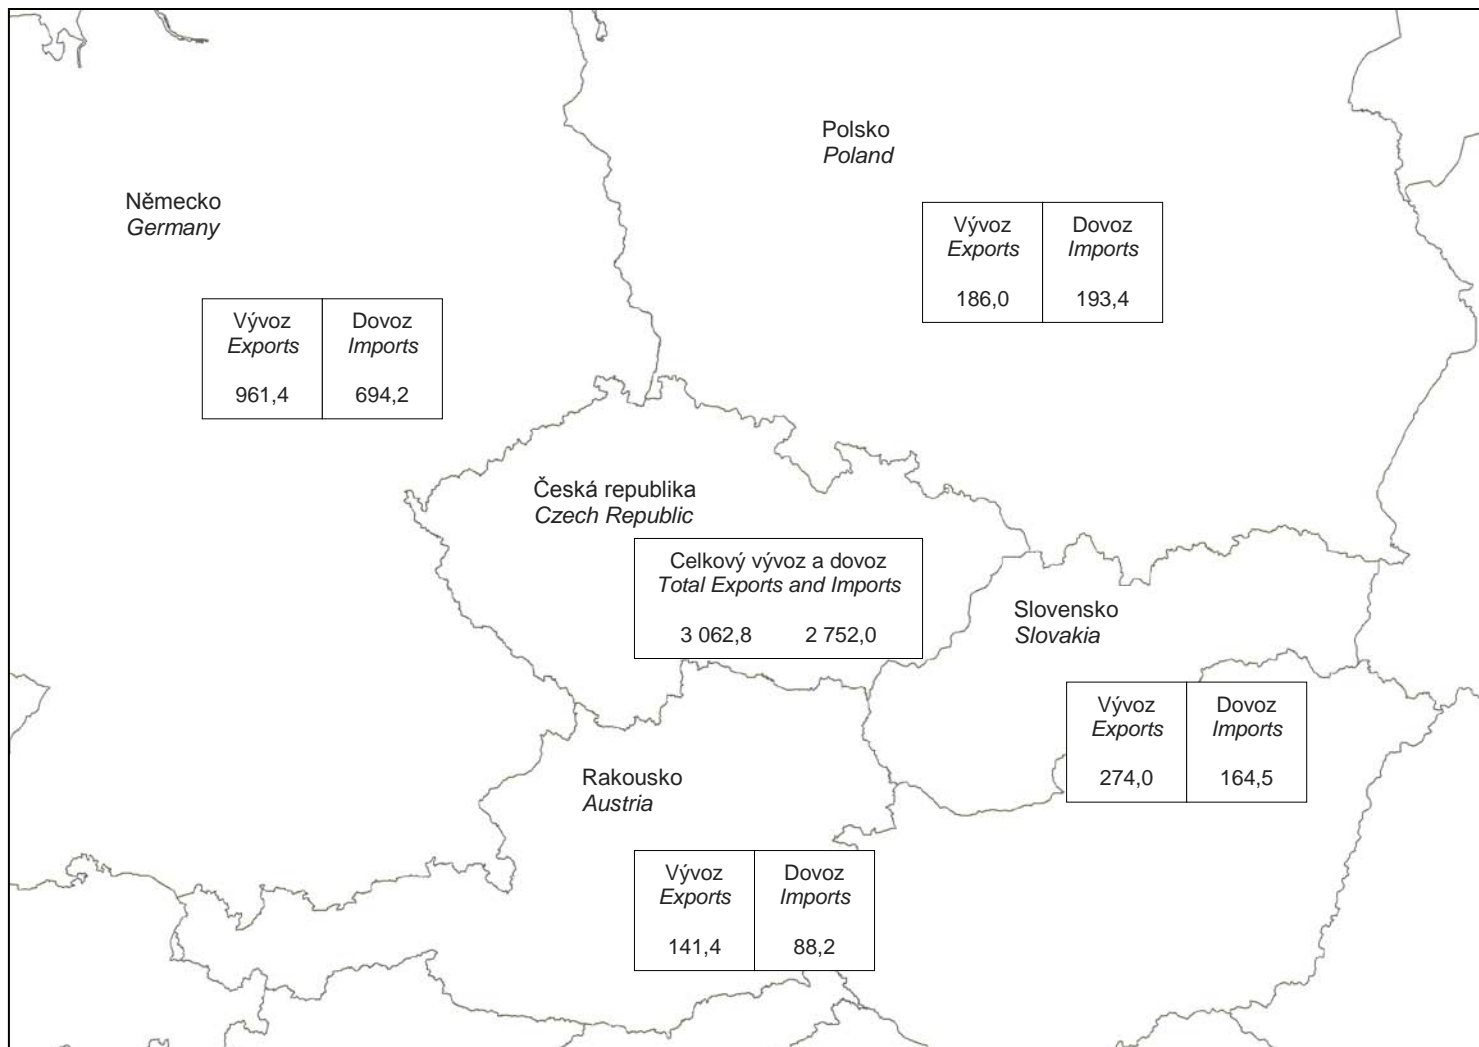 Polsko
Poland
Vývoz
Exports
186,0
Dovoz
Imports
193,4
Německo
Germany
Vývoz
Exports
961,4
Dovoz
Imports
694,2
Česká republika
Czech Republic
Celkový vývoz a dovoz
Total Exports and Imports
3 062,8 2 752,0
Slovensko
Slovakia
Vývoz
Exports
274,0
Dovoz
Imports
164,5
Rakousko
Austria
Vývoz
Exports
141,4
Dovoz
Imports
88,2